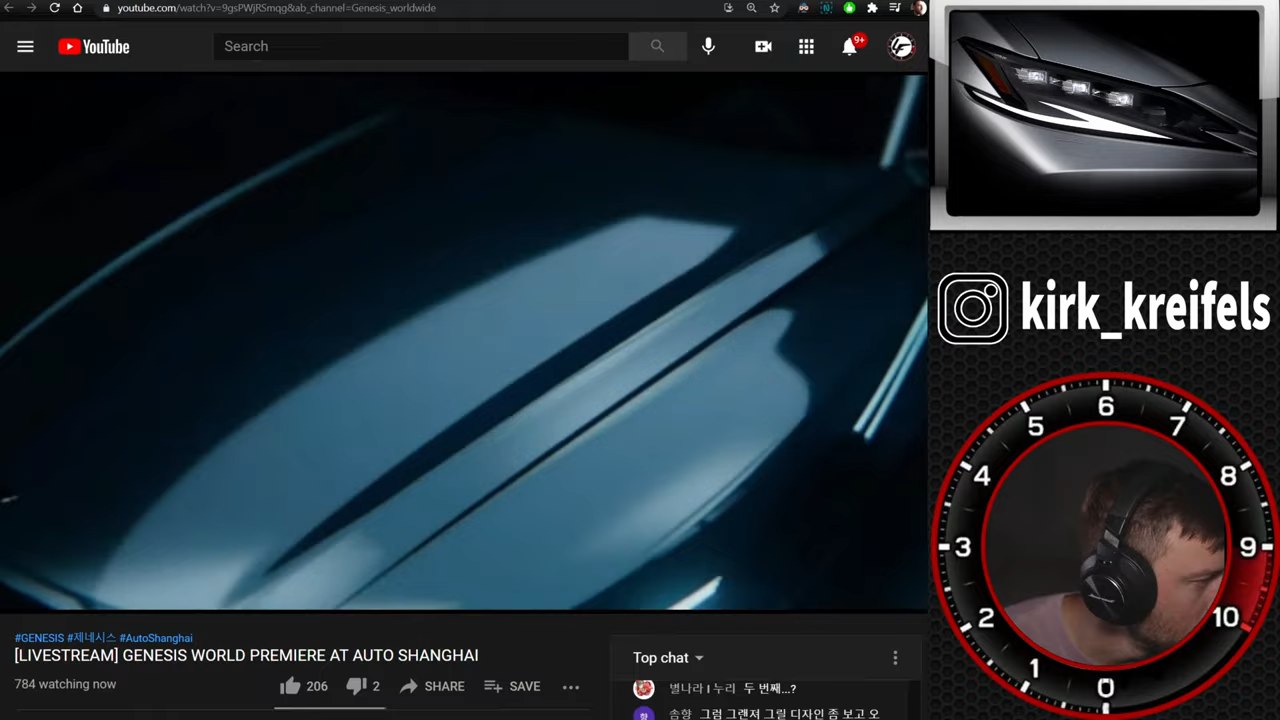 youtube.com/watch?v=9gsPWjRSmqg&ab_channel=Genesis_worldwide
YouTube
Search
9+
#GENESIS #제네시스 #AutoShanghai
[LIVESTREAM] GENESIS WORLD PREMIERE AT AUTO SHANGHAI
784 watching now
206
2
SHARE
SAVE
Top chat
별나라 I 누리 두 번째...?
솜향 그럼 그랜져 그릴 디자인 좀 보고 오
kirk_kreifels
0
1
2
3
4
5
6
7
8
9
10